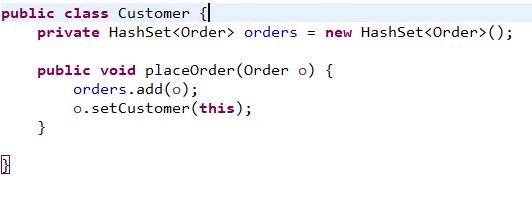 public class Customer {
    private HashSet<Order> orders = new HashSet<Order>();
    public void placeOrder(Order o) {
        orders.add(o);
        o.setCustomer(this);
    }
}